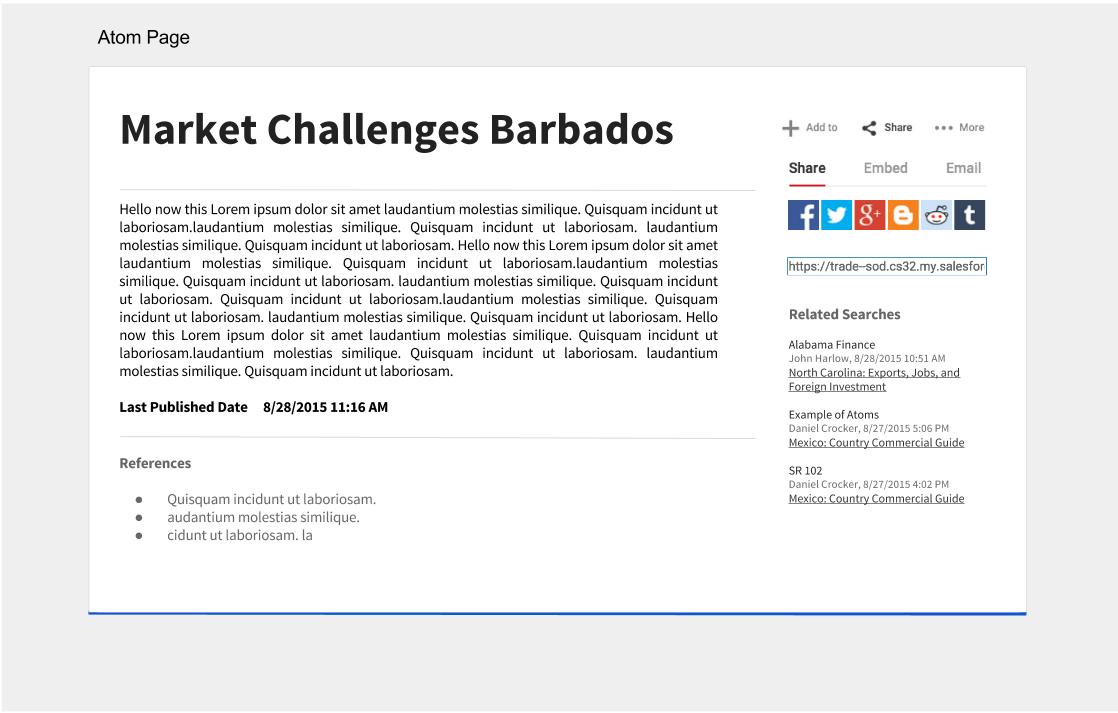 Atom Page
Market Challenges Barbados
Hello now this Lorem ipsum dolor sit amet laudantium molestias similique. Quisquam incidunt ut
laboriosam.laudantium molestias similique. Quisquam incidunt ut laboriosam. laudantium
molestias similique. Quisquam incidunt ut laboriosam. Hello now this Lorem ipsum dolor sit amet
laudantium molestias similique. Quisquam incidunt ut laboriosam.laudantium molestias
similique. Quisquam incidunt ut laboriosam. laudantium molestias similique. Quisquam incidunt
ut laboriosam. Quisquam incidunt ut laboriosam.laudantium molestias similique. Quisquam
incidunt ut laboriosam. laudantium molestias similique. Quisquam incidunt ut laboriosam. Hello
now this Lorem ipsum dolor sit amet laudantium molestias similique. Quisquam incidunt ut
laboriosam.laudantium molestias similique. Quisquam incidunt ut laboriosam. laudantium
molestias similique. Quisquam incidunt ut laboriosam.
Last Published Date 8/28/2015 11:16 AM
References
● Quisquam incidunt ut laboriosam.
● audantium molestias similique.
● cidunt ut laboriosam. la
Add to Share More
Share Embed Email
f g+ B t
https://trade--sod.cs32.my.salesfor
Related Searches
Alabama Finance
John Harlow, 8/28/2015 10:51 AM
North Carolina: Exports, Jobs, and
Foreign Investment
Example of Atoms
Daniel Crocker, 8/27/2015 5:06 PM
Mexico: Country Commercial Guide
SR 102
Daniel Crocker, 8/27/2015 4:02 PM
Mexico: Country Commercial Guide